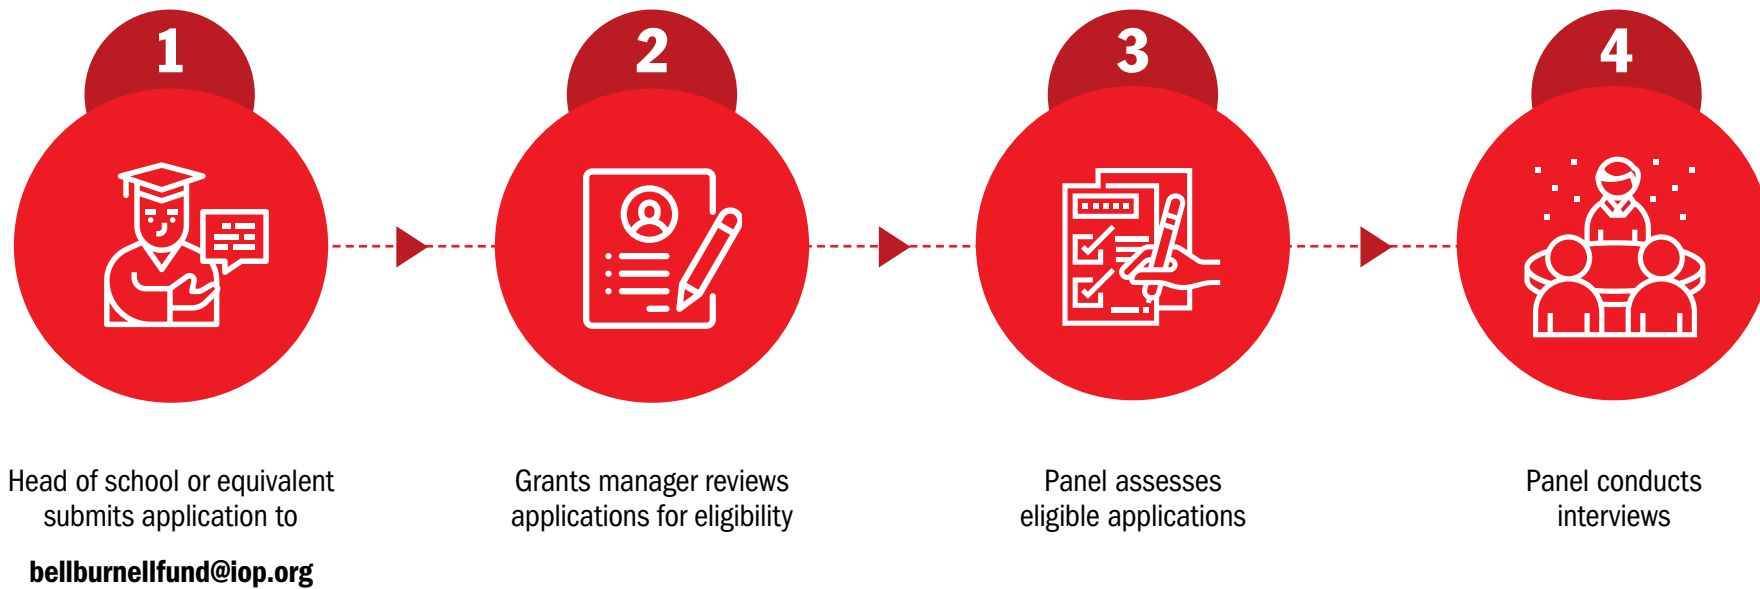 1
2
3
4
Head of school or equivalent
submits application to
bellburnellfund@iop.org
Grants manager reviews
applications for eligibility
Panel assesses
eligible applications
Panel conducts
interviews